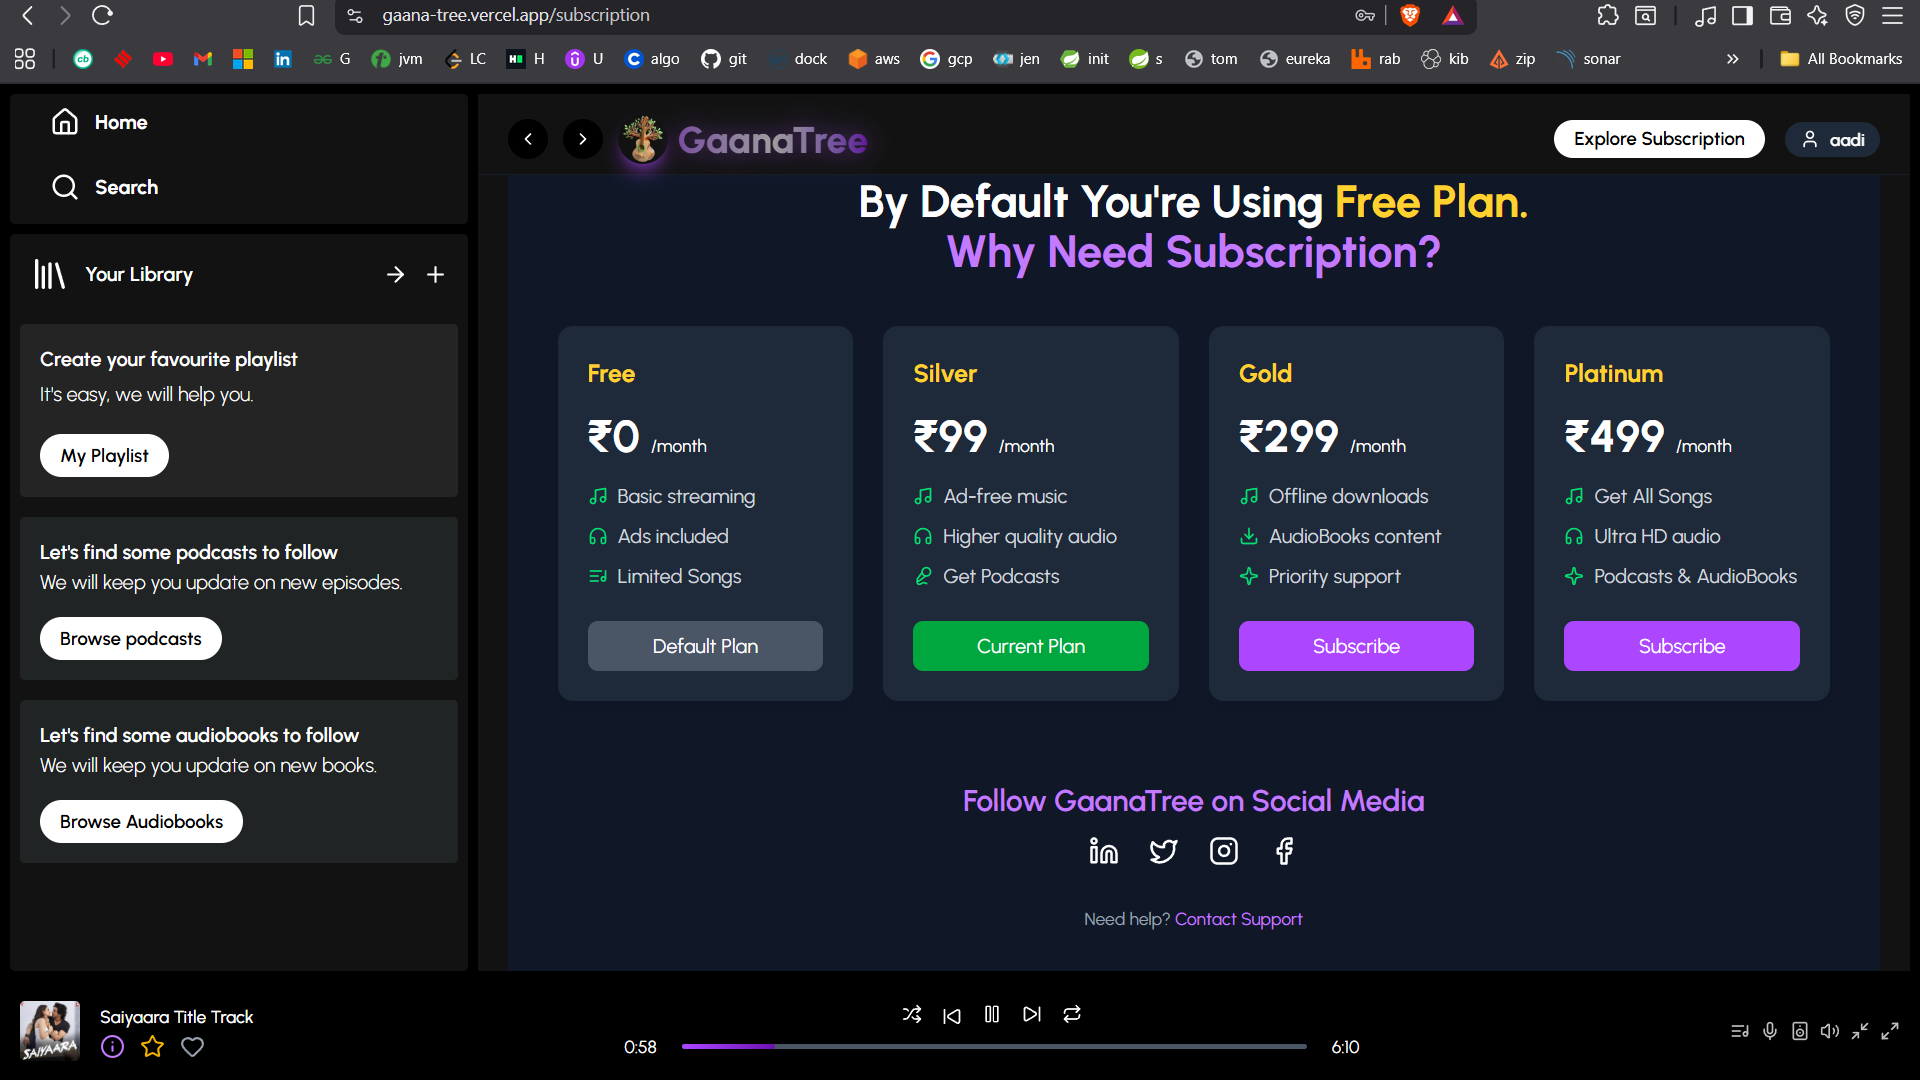 gaana-tree.vercel.app/subscription
G
jvm
LC
H
U
algo
git
dock
aws
gcp
jen
init
s
tom
eureka
rab
kib
zip
sonar
All Bookmarks
Home
Search
Your Library
Create your favourite playlist
It's easy, we will help you.
My Playlist
Let's find some podcasts to follow
We will keep you update on new episodes.
Browse podcasts
Let's find some audiobooks to follow
We will keep you update on new books.
Browse Audiobooks
GaanaTree
Explore Subscription
aadi
By Default You're Using Free Plan.
Why Need Subscription?
Free
₹0 /month
Basic streaming
Ads included
Limited Songs
Default Plan
Silver
₹99 /month
Ad-free music
Higher quality audio
Get Podcasts
Current Plan
Gold
₹299 /month
Offline downloads
AudioBooks content
Priority support
Subscribe
Platinum
₹499 /month
Get All Songs
Ultra HD audio
Podcasts & AudioBooks
Subscribe
Follow GaanaTree on Social Media
Need help? Contact Support
SAIYAARA
Saiyaara Title Track
0:58
6:10